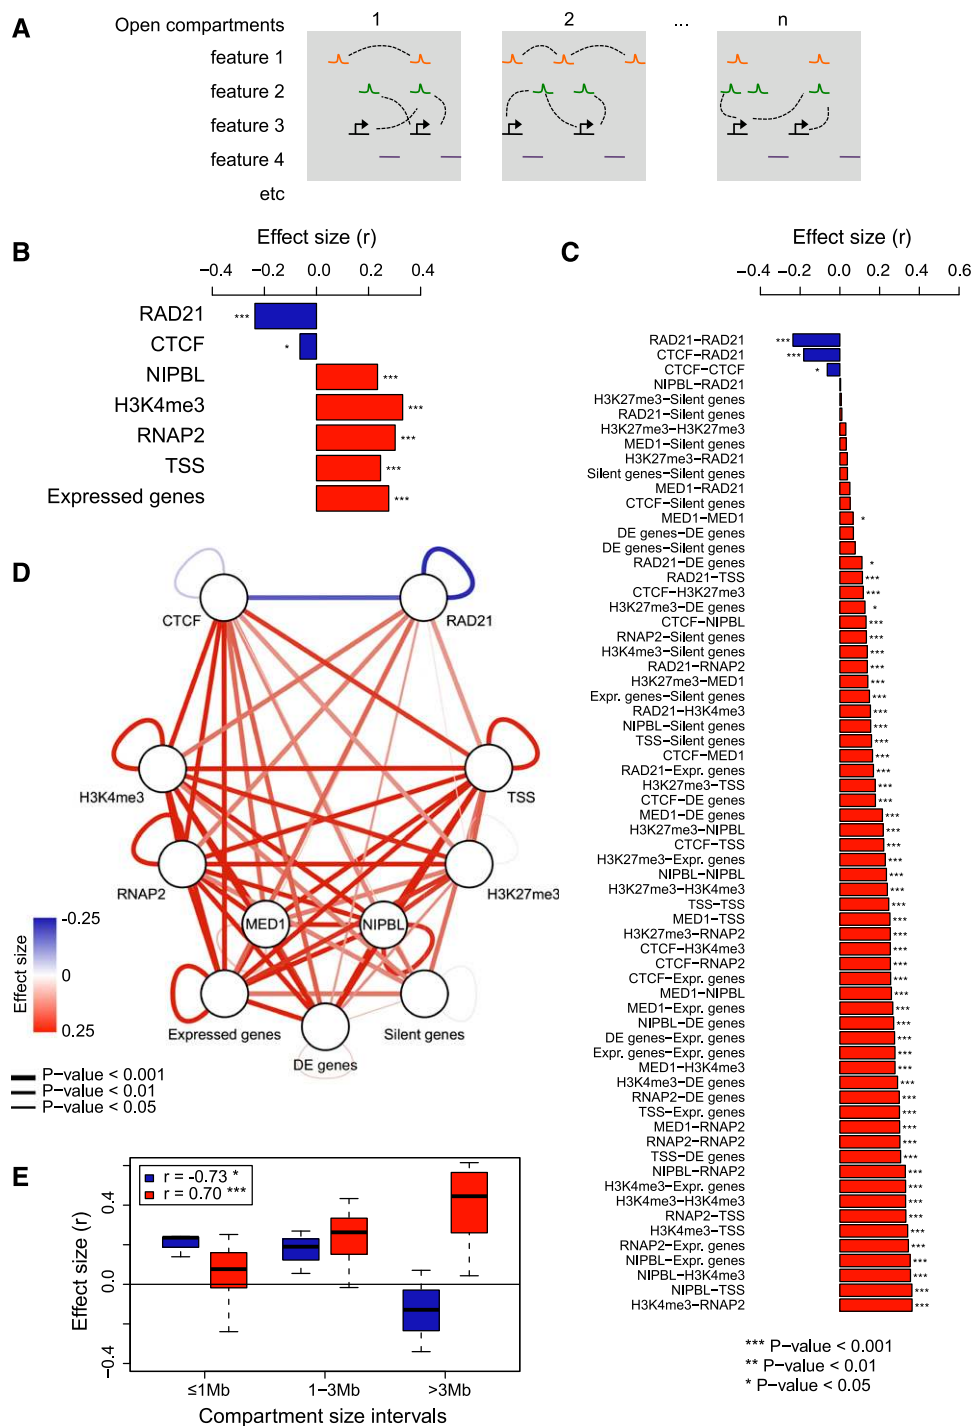 A
Open compartments 1 2 ... n
feature 1
feature 2
feature 3
feature 4
etc
B
Effect size (r)
−0.4 −0.2 0.0 0.2 0.4
RAD21 ***
CTCF *
NIPBL ***
H3K4me3 ***
RNAP2 ***
TSS ***
Expressed genes ***
C
Effect size (r)
−0.4 −0.2 0.0 0.2 0.4 0.6
RAD21−RAD21 ***
CTCF−RAD21 ***
CTCF−CTCF *
NIPBL−RAD21
H3K27me3−Silent genes
RAD21−Silent genes
H3K27me3−H3K27me3
MED1−Silent genes
H3K27me3−RAD21
Silent genes−Silent genes
MED1−RAD21
CTCF−Silent genes
MED1−MED1 *
DE genes−DE genes
DE genes−Silent genes
RAD21−DE genes *
RAD21−TSS ***
CTCF−H3K27me3 ***
H3K27me3−DE genes *
CTCF−NIPBL ***
RNAP2−Silent genes ***
H3K4me3−Silent genes ***
RAD21−RNAP2 ***
H3K27me3−MED1 ***
Expr. genes−Silent genes ***
RAD21−H3K4me3 ***
NIPBL−Silent genes ***
TSS−Silent genes ***
CTCF−MED1 ***
RAD21−Expr. genes ***
H3K27me3−TSS ***
CTCF−DE genes ***
MED1−DE genes ***
H3K27me3−NIPBL ***
CTCF−TSS ***
H3K27me3−Expr. genes ***
NIPBL−NIPBL ***
H3K27me3−H3K4me3 ***
TSS−TSS ***
MED1−TSS ***
H3K27me3−RNAP2 ***
CTCF−H3K4me3 ***
CTCF−RNAP2 ***
CTCF−Expr. genes ***
MED1−NIPBL ***
MED1−Expr. genes ***
NIPBL−DE genes ***
DE genes−Expr. genes ***
Expr. genes−Expr. genes ***
MED1−H3K4me3 ***
H3K4me3−DE genes ***
RNAP2−DE genes ***
TSS−Expr. genes ***
MED1−RNAP2 ***
RNAP2−RNAP2 ***
TSS−DE genes ***
NIPBL−RNAP2 ***
H3K4me3−Expr. genes ***
H3K4me3−H3K4me3 ***
RNAP2−TSS ***
H3K4me3−TSS ***
RNAP2−Expr. genes ***
NIPBL−Expr. genes ***
NIPBL−H3K4me3 ***
NIPBL−TSS ***
H3K4me3−RNAP2 ***
*** P−value < 0.001
** P−value < 0.01
* P−value < 0.05
D
CTCF
RAD21
H3K4me3
TSS
RNAP2
H3K27me3
MED1
NIPBL
Expressed genes
Silent genes
DE genes
Effect size
-0.25
0
0.25
P-value < 0.001
P-value < 0.01
P-value < 0.05
E
r = -0.73 *
r = 0.70 ***
Effect size (r)
0.4
0.0
−0.4
≤1Mb 1−3Mb >3Mb
Compartment size intervals